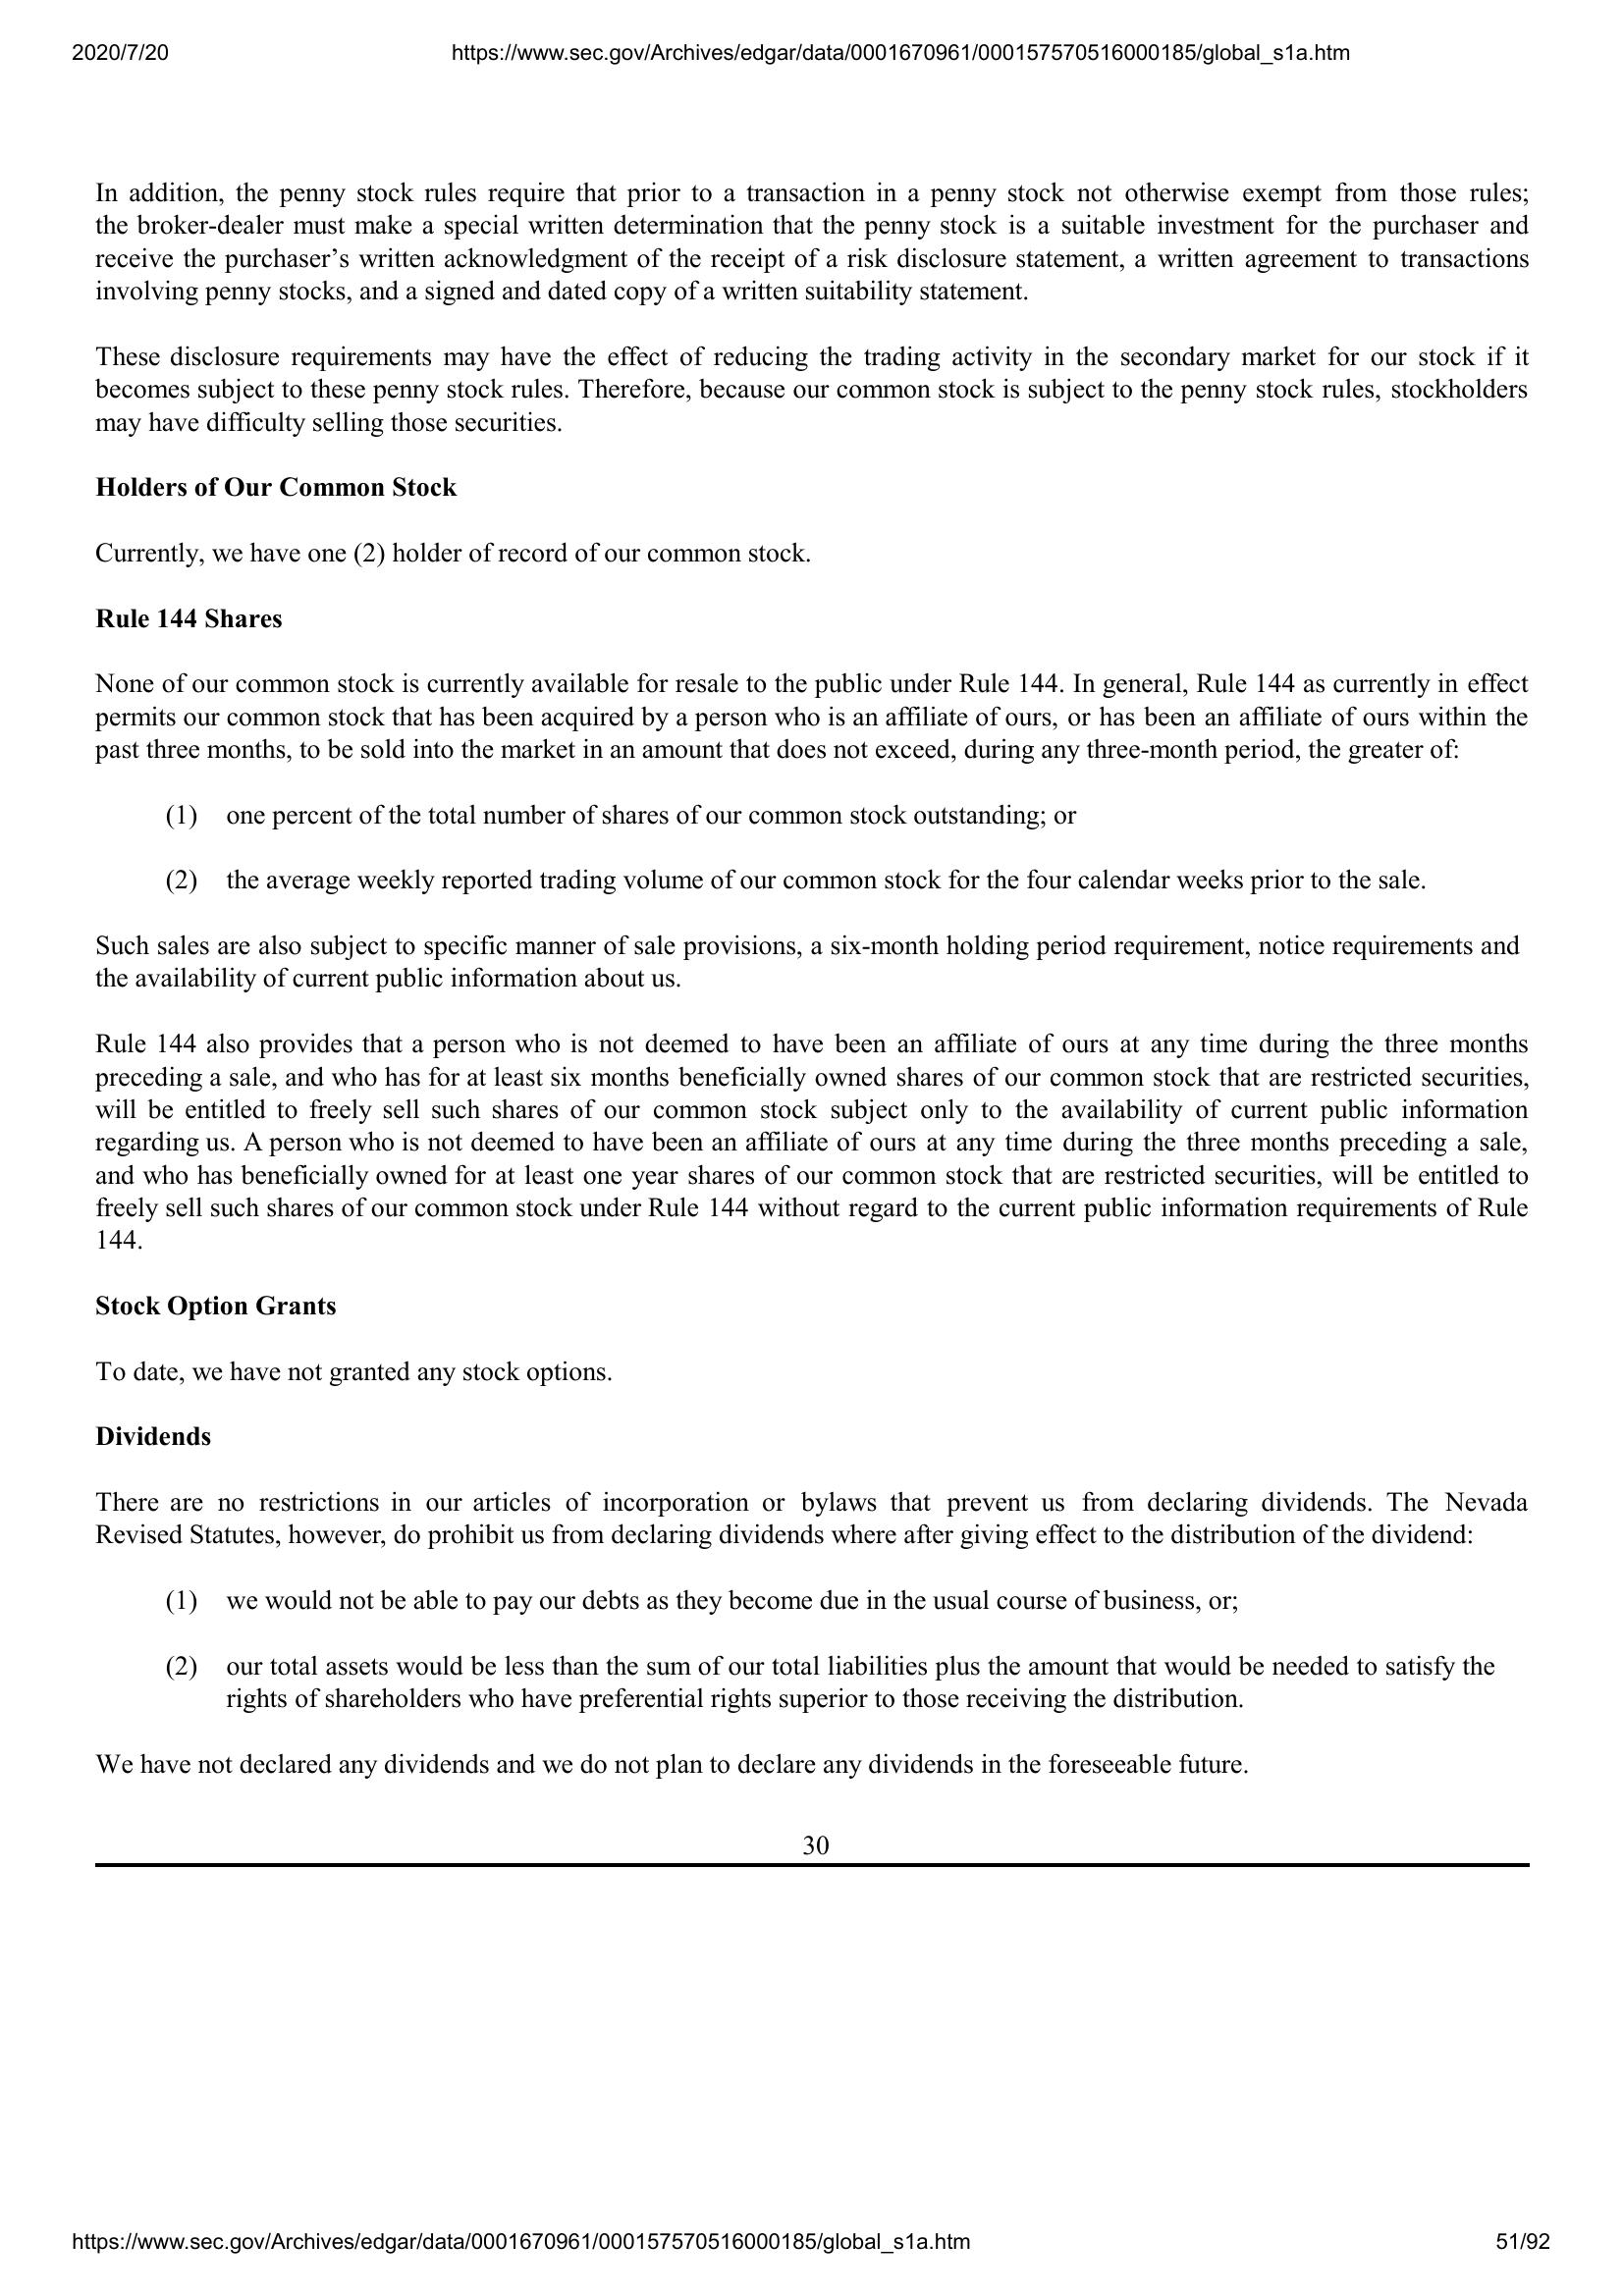 2020/7/20 https://www.sec.gov/Archives/edgar/data/0001670961/000157570516000185/global_s1a.htm
In addition, the penny stock rules require that prior to a transaction in a penny stock not otherwise exempt from those rules;
the broker-dealer must make a special written determination that the penny stock is a suitable investment for the purchaser and
receive the purchaser’s written acknowledgment of the receipt of a risk disclosure statement, a written agreement to transactions
involving penny stocks, and a signed and dated copy of a written suitability statement.
These disclosure requirements may have the effect of reducing the trading activity in the secondary market for our stock if it
becomes subject to these penny stock rules. Therefore, because our common stock is subject to the penny stock rules, stockholders
may have difficulty selling those securities.
Holders of Our Common Stock
Currently, we have one (2) holder of record of our common stock.
Rule 144 Shares
None of our common stock is currently available for resale to the public under Rule 144. In general, Rule 144 as currently in effect
permits our common stock that has been acquired by a person who is an affiliate of ours, or has been an affiliate of ours within the
past three months, to be sold into the market in an amount that does not exceed, during any three-month period, the greater of:
(1) one percent of the total number of shares of our common stock outstanding; or
(2) the average weekly reported trading volume of our common stock for the four calendar weeks prior to the sale.
Such sales are also subject to specific manner of sale provisions, a six-month holding period requirement, notice requirements and
the availability of current public information about us.
Rule 144 also provides that a person who is not deemed to have been an affiliate of ours at any time during the three months
preceding a sale, and who has for at least six months beneficially owned shares of our common stock that are restricted securities,
will be entitled to freely sell such shares of our common stock subject only to the availability of current public information
regarding us. A person who is not deemed to have been an affiliate of ours at any time during the three months preceding a sale,
and who has beneficially owned for at least one year shares of our common stock that are restricted securities, will be entitled to
freely sell such shares of our common stock under Rule 144 without regard to the current public information requirements of Rule
144.
Stock Option Grants
To date, we have not granted any stock options.
Dividends
There are no restrictions in our articles of incorporation or bylaws that prevent us from declaring dividends. The Nevada
Revised Statutes, however, do prohibit us from declaring dividends where after giving effect to the distribution of the dividend:
(1) we would not be able to pay our debts as they become due in the usual course of business, or;
(2) our total assets would be less than the sum of our total liabilities plus the amount that would be needed to satisfy the
rights of shareholders who have preferential rights superior to those receiving the distribution.
We have not declared any dividends and we do not plan to declare any dividends in the foreseeable future.
30
https://www.sec.gov/Archives/edgar/data/0001670961/000157570516000185/global_s1a.htm 51/92